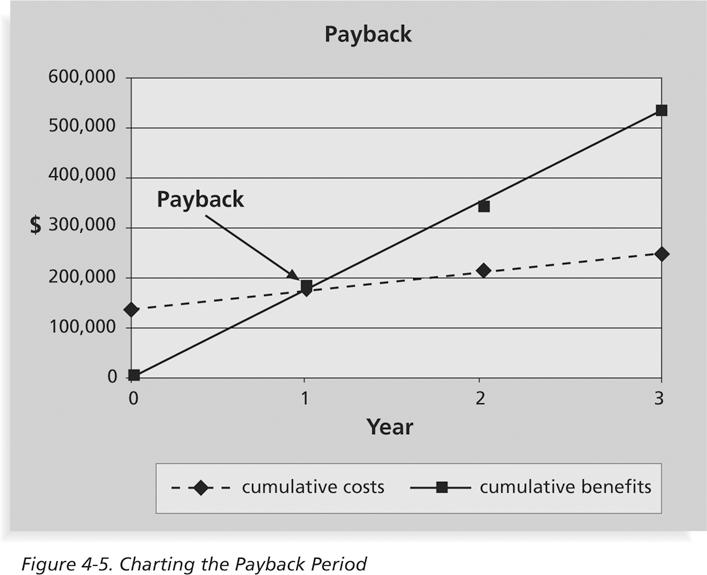 Payback
600,000
500,000
400,000
Payback
$ 300,000
200,000
100,000
0
0 1 2 3
Year
cumulative costs cumulative benefits
Figure 4-5. Charting the Payback Period